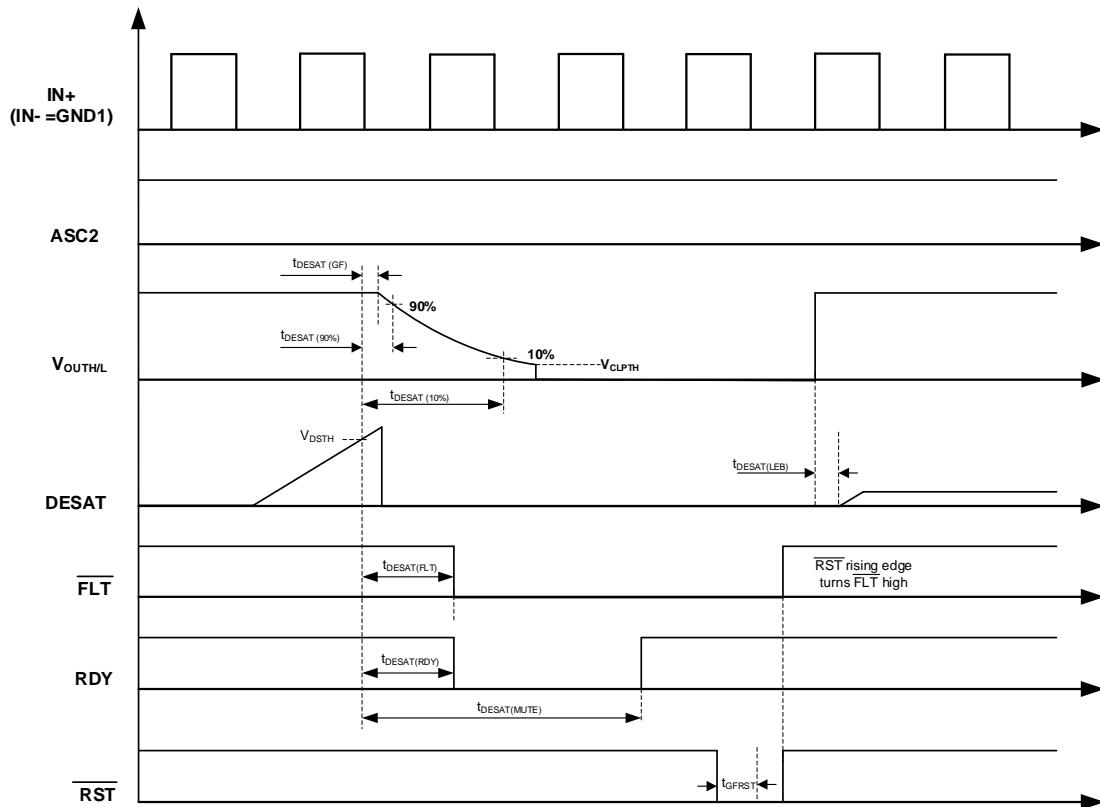 IN+
(IN- =GND1)
ASC2
tDESAT (GF)
90%
tDESAT (90%)
10%
VCLPTH
VOUTH/L
tDESAT (10%)
VDSTH
tDESAT(LEB)
DESAT
FLT
tDESAT(FLT)
RST rising edge
turns FLT high
RDY
tDESAT(RDY)
tDESAT(MUTE)
RST
tGFRST